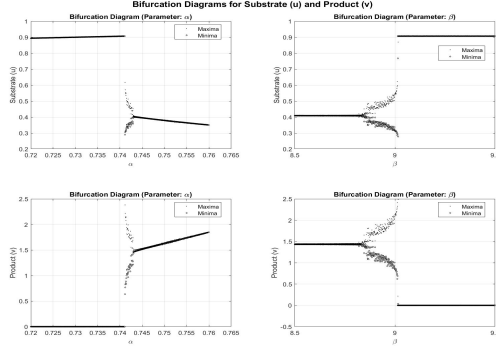 Bifurcation Diagrams for Substrate (u) and Product (v)
Bifurcation Diagram (Parameter: α)
Maxima
Minima
Substrate (u)
1
0.9
0.8
0.7
0.6
0.5
0.4
0.3
0.2
0.72 0.725 0.73 0.735 0.74 0.745 0.75 0.755 0.76 0.765
α
Bifurcation Diagram (Parameter: β)
Maxima
Minima
Substrate (u)
1
0.9
0.8
0.7
0.6
0.5
0.4
0.3
0.2
8.5 9 9.
β
Bifurcation Diagram (Parameter: α)
Maxima
Minima
Product (v)
2.5
2
1.5
1
0.5
0
0.72 0.725 0.73 0.735 0.74 0.745 0.75 0.755 0.76 0.765
α
Bifurcation Diagram (Parameter: β)
Maxima
Minima
Product (v)
2.5
2
1.5
1
0.5
0
-0.5
8.5 9 9.
β